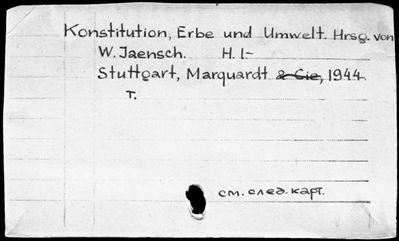 Konstitution, Erbe und Umwelt. Hrsg. von
W. Jaensch. H. 1-
Stuttgart, Marquardt & Cie, 1944-
T.
см. след. карт.